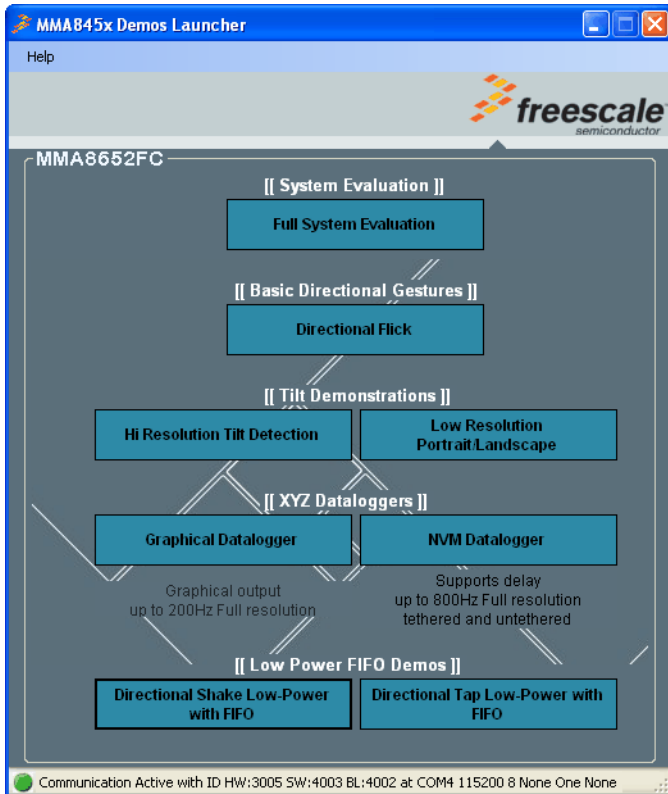 MMA845x Demos Launcher
Help
freescale
semiconductor
MMA8652FC
[[ System Evaluation ]]
Full System Evaluation
[[ Basic Directional Gestures ]]
Directional Flick
[[ Tilt Demonstrations ]]
Hi Resolution Tilt Detection
Low Resolution
Portrait/Landscape
[[ XYZ Dataloggers ]]
Graphical Datalogger
NVM Datalogger
Graphical output
up to 200Hz Full resolution
Supports delay
up to 800Hz Full resolution
tethered and untethered
[[ Low Power FIFO Demos ]]
Directional Shake Low-Power
with FIFO
Directional Tap Low-Power with
FIFO
Communication Active with ID HW:3005 SW:4003 BL:4002 at COM4 115200 8 None One None